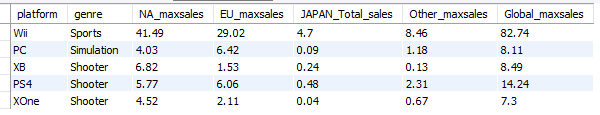 platform genre NA_maxsales EU_maxsales JAPAN_Total_sales Other_maxsales Global_maxsales
Wii Sports 41.49 29.02 4.7 8.46 82.74
PC Simulation 4.03 6.42 0.09 1.18 8.11
XB Shooter 6.82 1.53 0.24 0.13 8.49
PS4 Shooter 5.77 6.06 0.48 2.31 14.24
XOne Shooter 4.52 2.11 0.04 0.67 7.3